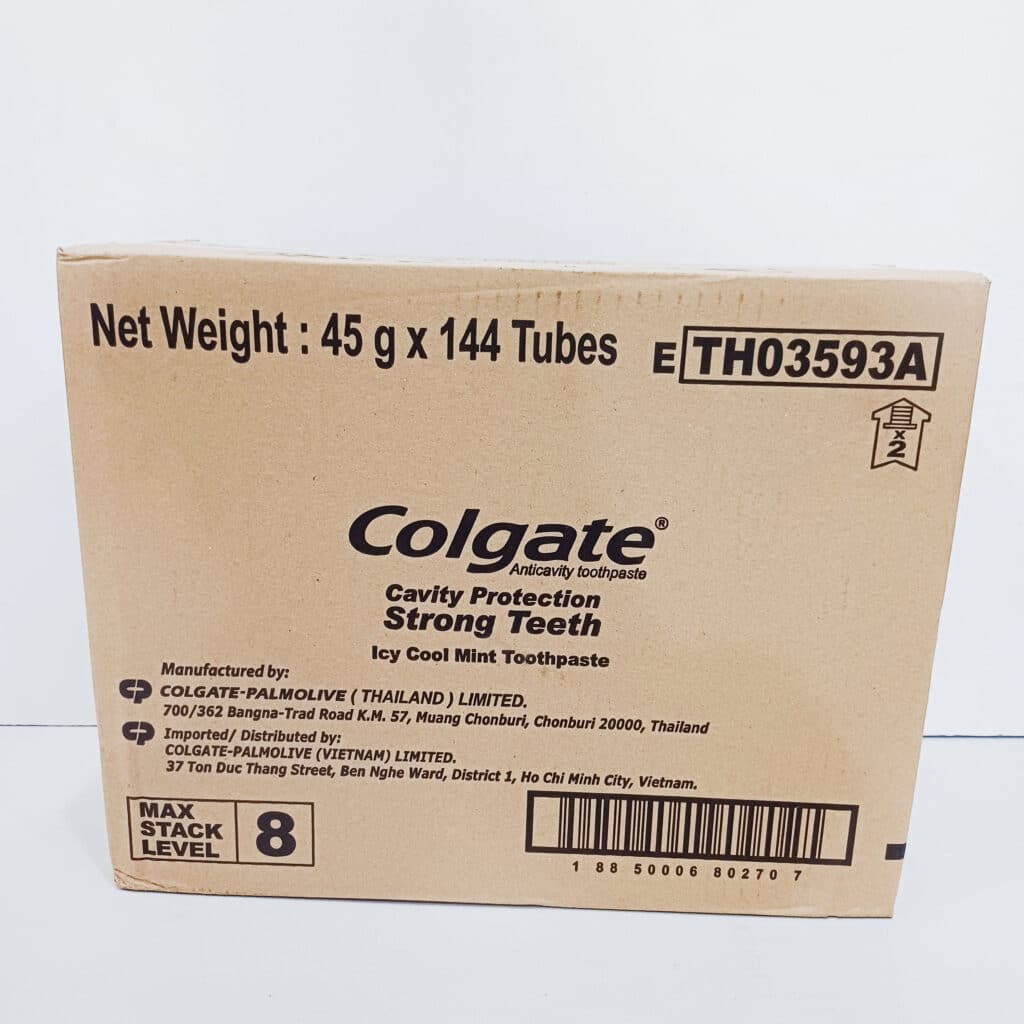 Net Weight : 45 g x 144 Tubes
E TH03593A
x
2
Colgate®
Anticavity toothpaste
Cavity Protection
Strong Teeth
Icy Cool Mint Toothpaste
Manufactured by:
CP COLGATE-PALMOLIVE ( THAILAND ) LIMITED.
700/362 Bangna-Trad Road K.M. 57, Muang Chonburi, Chonburi 20000, Thailand
CP Imported/ Distributed by:
COLGATE-PALMOLIVE (VIETNAM) LIMITED.
37 Ton Duc Thang Street, Ben Nghe Ward, District 1, Ho Chi Minh City, Vietnam.
MAX
STACK
LEVEL
8
1 88 50006 80270 7